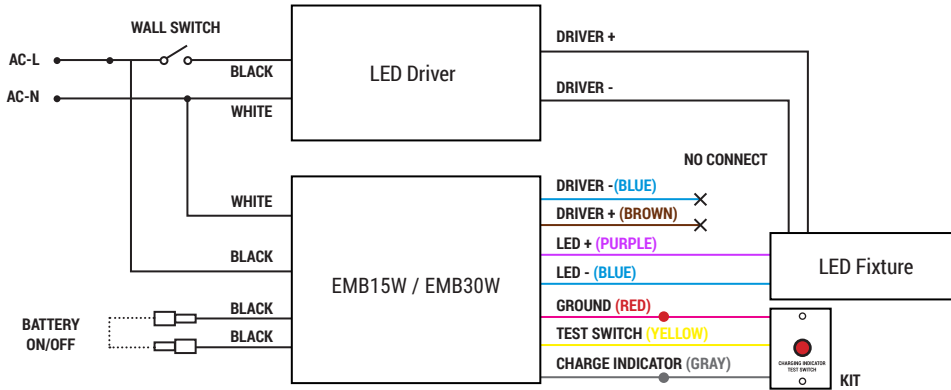 WALL SWITCH
AC-L
BLACK
AC-N
WHITE
LED Driver
DRIVER +
DRIVER -
NO CONNECT
WHITE
BLACK
BATTERY
ON/OFF
BLACK
BLACK
EMB15W / EMB30W
DRIVER -(BLUE)
DRIVER + (BROWN)
LED + (PURPLE)
LED - (BLUE)
GROUND (RED)
TEST SWITCH (YELLOW)
CHARGE INDICATOR (GRAY)
LED Fixture
CHARGING INDICATOR
TEST SWITCH
KIT